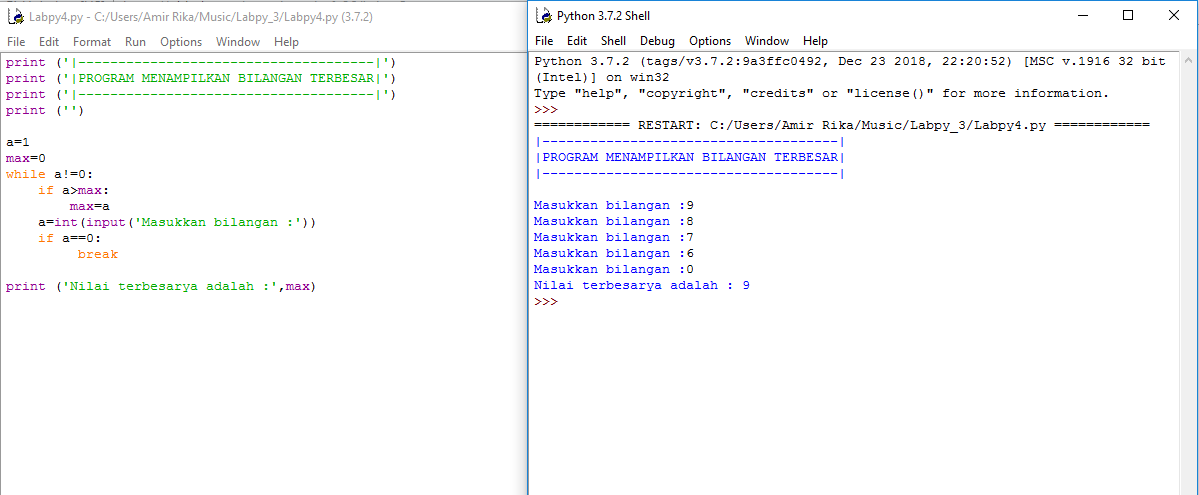 Labpy4.py - C:/Users/Amir Rika/Music/Labpy_3/Labpy4.py (3.7.2)
File Edit Format Run Options Window Help
print ('|-------------------------------------|')
print ('|PROGRAM MENAMPILKAN BILANGAN TERBESAR|')
print ('|-------------------------------------|')
print ('')

a=1
max=0
while a!=0:
    if a>max:
        max=a
    a=int(input('Masukkan bilangan :'))
    if a==0:
         break

print ('Nilai terbesarya adalah :',max)
Python 3.7.2 Shell
File Edit Shell Debug Options Window Help
Python 3.7.2 (tags/v3.7.2:9a3ffc0492, Dec 23 2018, 22:20:52) [MSC v.1916 32 bit
(Intel)] on win32
Type "help", "copyright", "credits" or "license()" for more information.
>>>
============ RESTART: C:/Users/Amir Rika/Music/Labpy_3/Labpy4.py ============
|-------------------------------------|
|PROGRAM MENAMPILKAN BILANGAN TERBESAR|
|-------------------------------------|

Masukkan bilangan :9
Masukkan bilangan :8
Masukkan bilangan :7
Masukkan bilangan :6
Masukkan bilangan :0
Nilai terbesarya adalah : 9
>>>